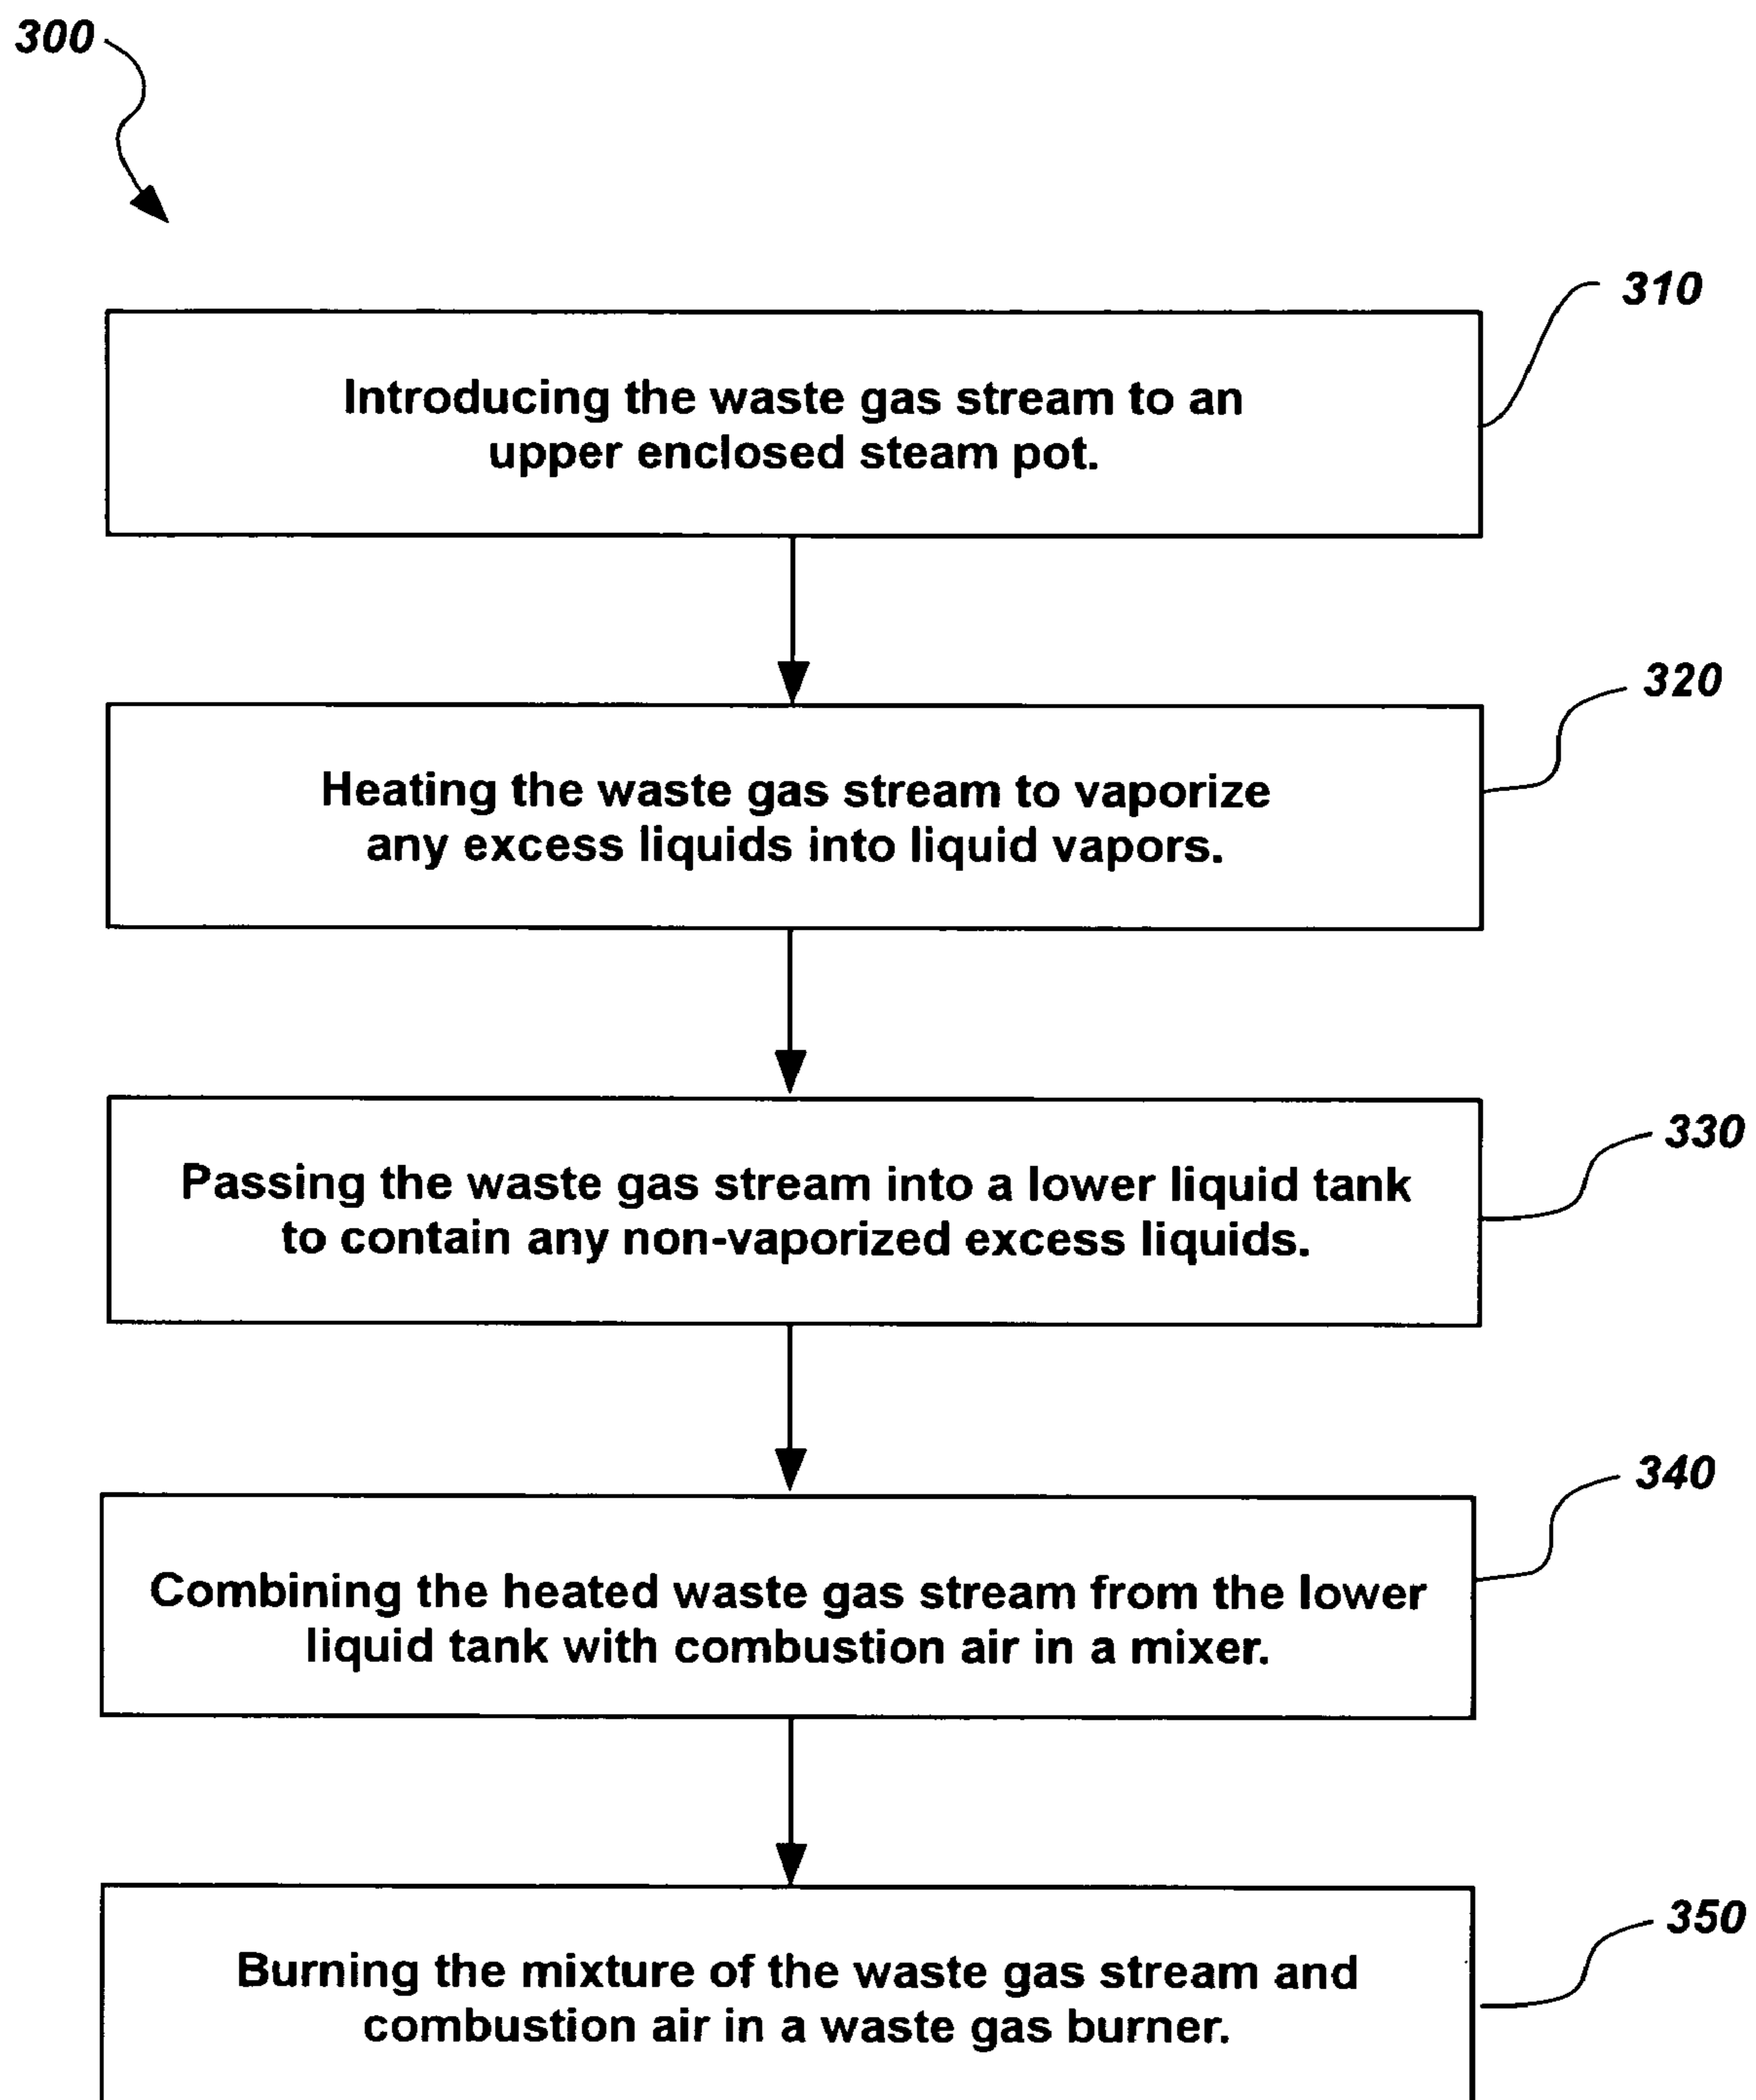 300
310
Introducing the waste gas stream to an
upper enclosed steam pot.
320
Heating the waste gas stream to vaporize
any excess liquids into liquid vapors.
330
Passing the waste gas stream into a lower liquid tank
to contain any non-vaporized excess liquids.
340
Combining the heated waste gas stream from the lower
liquid tank with combustion air in a mixer.
350
Burning the mixture of the waste gas stream and
combustion air in a waste gas burner.